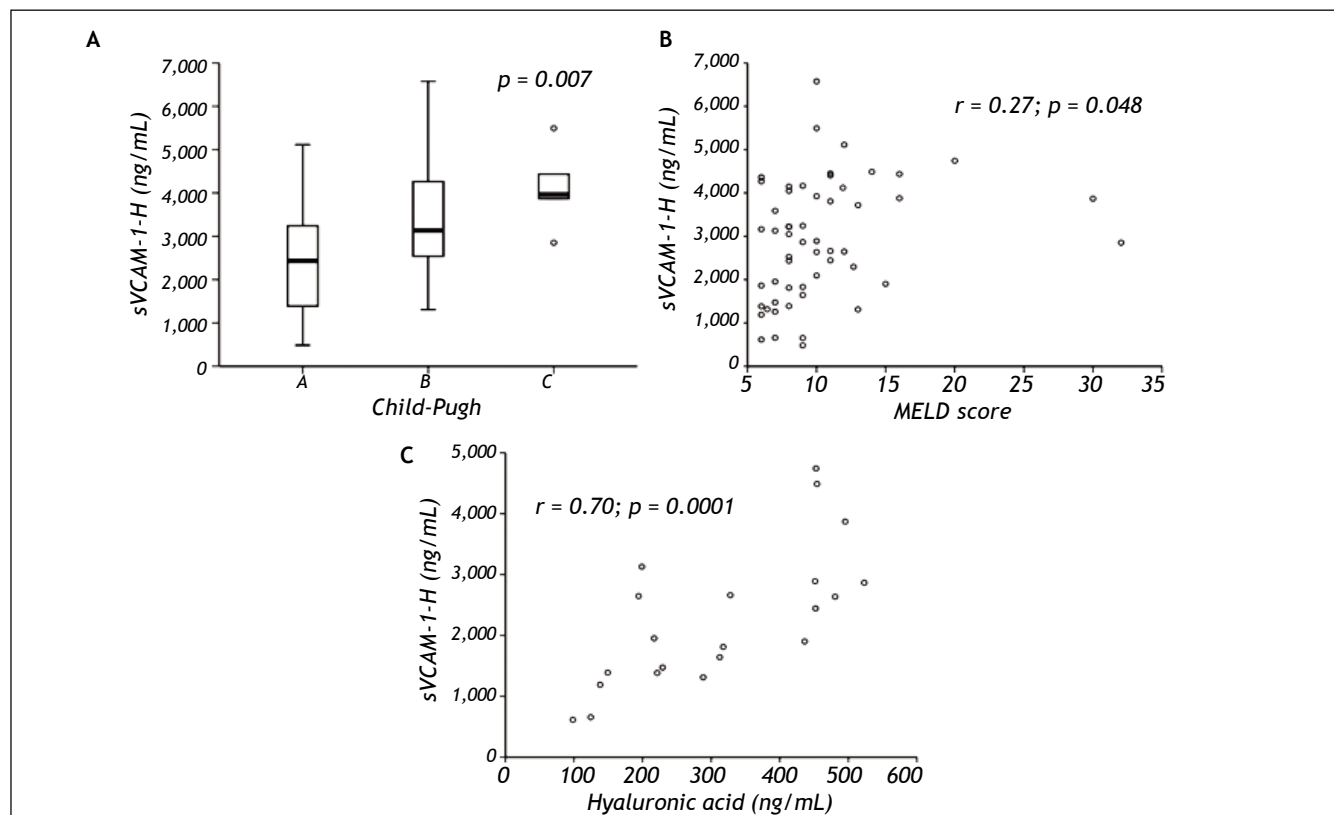 A
sVCAM-1-H (ng/mL)
7,000
6,000
5,000
4,000
3,000
2,000
1,000
0
p = 0.007
A B C
Child-Pugh
B
sVCAM-1-H (ng/mL)
7,000
6,000
5,000
4,000
3,000
2,000
1,000
0
r = 0.27; p = 0.048
5 10 15 20 25 30 35
MELD score
C
sVCAM-1-H (ng/mL)
5,000
4,000
3,000
2,000
1,000
0
r = 0.70; p = 0.0001
0 100 200 300 400 500 600
Hyaluronic acid (ng/mL)